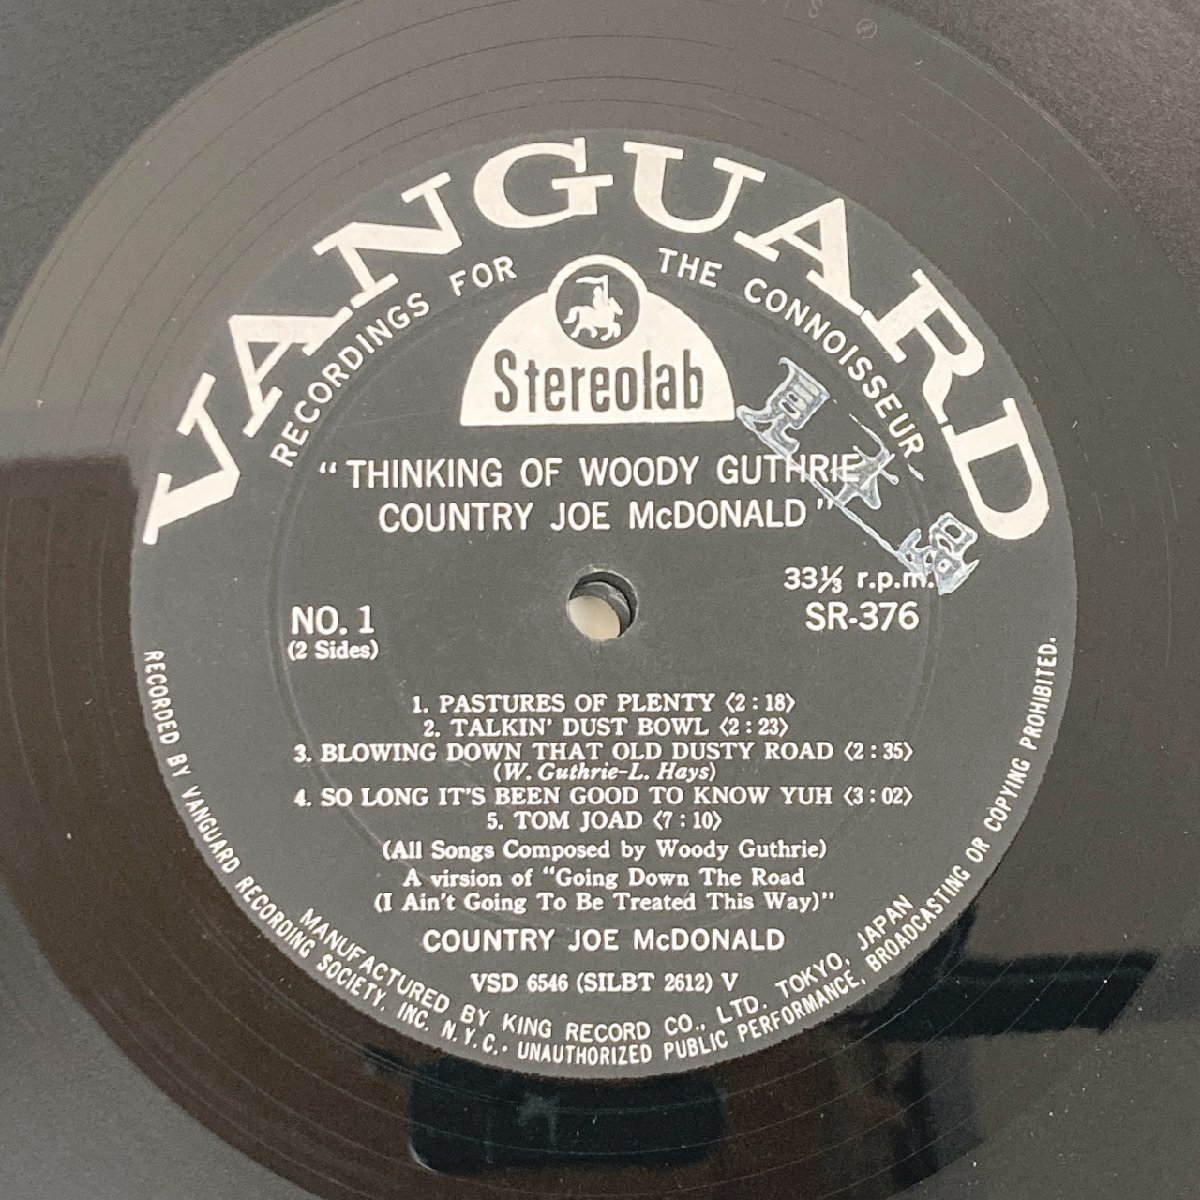 VANGUARD
RECORDINGS FOR THE CONNOISSEUR
Stereolab
見本品
"THINKING OF WOODY GUTHRIE
COUNTRY JOE McDONALD"
33⅓ r.p.m.
SR-376
NO. 1
(2 Sides)
1. PASTURES OF PLENTY ⟨2:18⟩
2. TALKIN' DUST BOWL ⟨2:23⟩
3. BLOWING DOWN THAT OLD DUSTY ROAD ⟨2:35⟩
(W. Guthrie-L. Hays)
4. SO LONG IT'S BEEN GOOD TO KNOW YUH ⟨3:02⟩
5. TOM JOAD ⟨7:10⟩
(All Songs Composed by Woody Guthrie)
A virsion of "Going Down The Road
(I Ain't Going To Be Treated This Way)"
COUNTRY JOE McDONALD
VSD 6546 (SILBT 2612) V
MANUFACTURED BY KING RECORD CO., LTD. TOKYO, JAPAN
RECORDED BY VANGUARD RECORDING SOCIETY, INC. N.Y.C. · UNAUTHORIZED PUBLIC PERFORMANCE, BROADCASTING OR COPYING PROHIBITED.